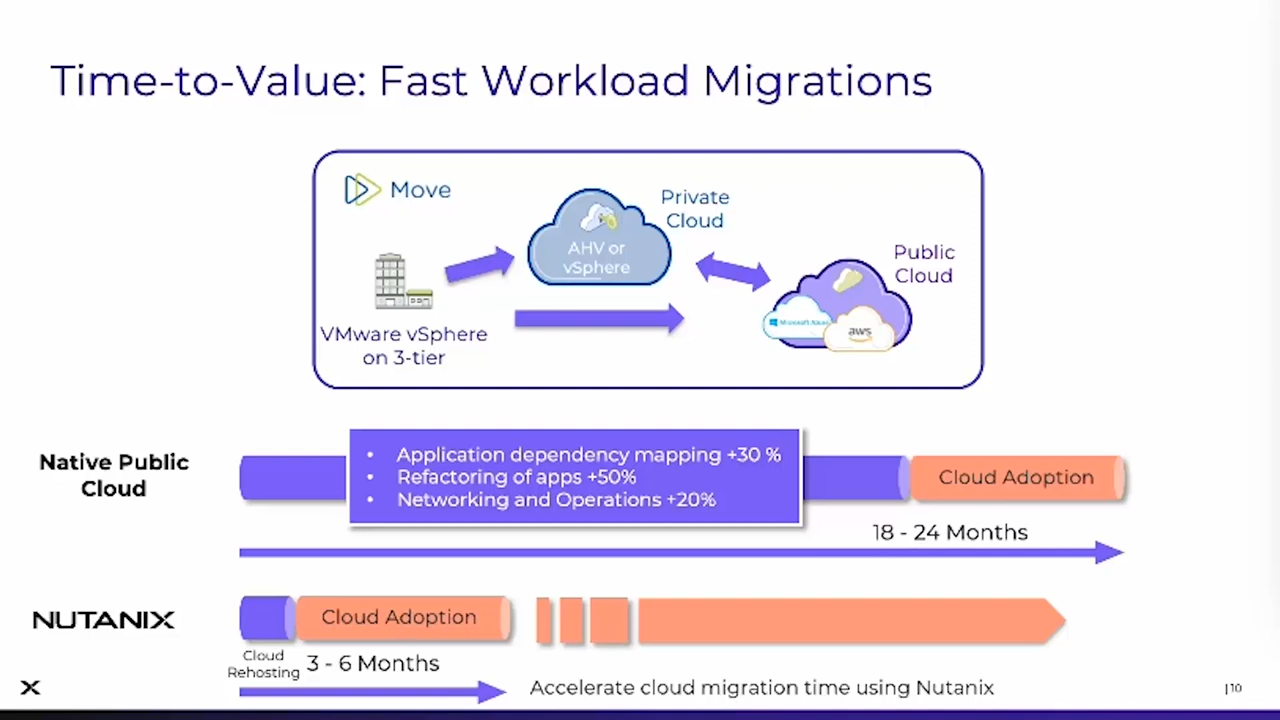 Time-to-Value: Fast Workload Migrations
Move
Private
Cloud
AHV or
vSphere
Public
Cloud
Microsoft Azure
aws
VMware vSphere
on 3-tier
Native Public
Cloud
• Application dependency mapping +30 %
• Refactoring of apps +50%
• Networking and Operations +20%
Cloud Adoption
18 - 24 Months
NUTANIX
Cloud Adoption
Cloud
Rehosting
3 - 6 Months
Accelerate cloud migration time using Nutanix
X
|10